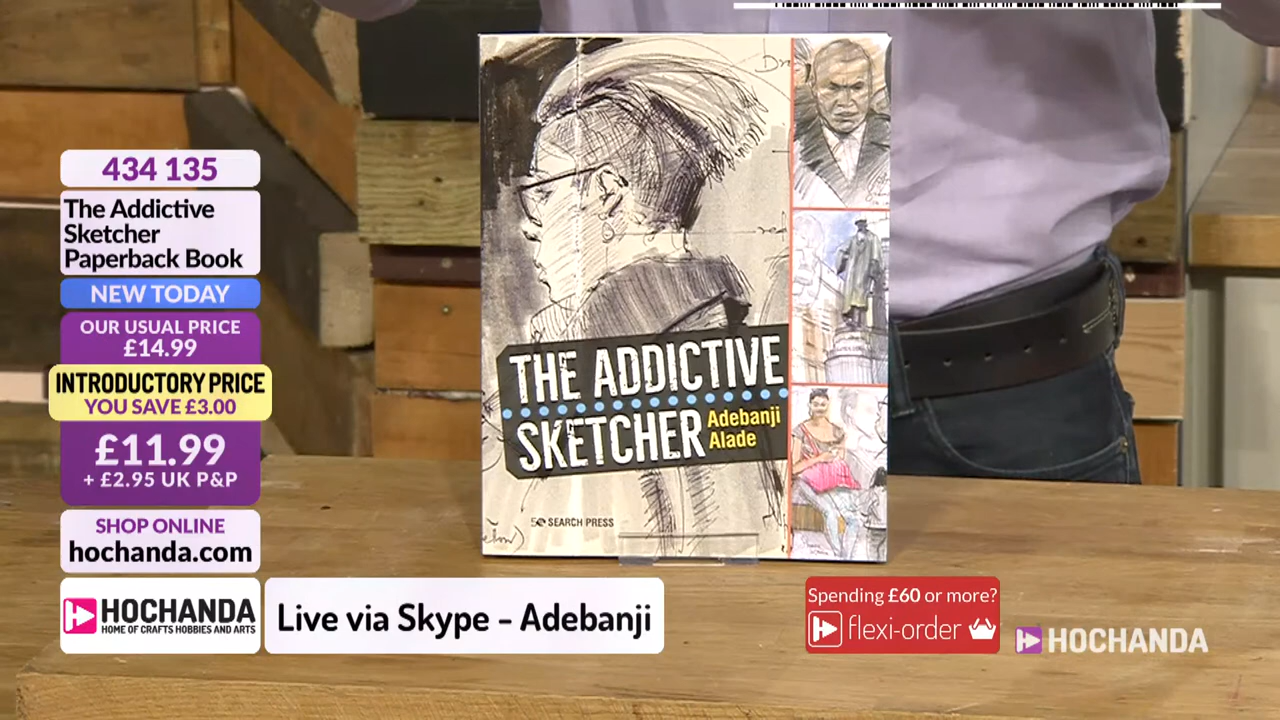 434 135
The Addictive
Sketcher
Paperback Book
NEW TODAY
OUR USUAL PRICE
£14.99
INTRODUCTORY PRICE
YOU SAVE £3.00
£11.99
+ £2.95 UK P&P
SHOP ONLINE
hochanda.com
HOCHANDA
HOME OF CRAFTS HOBBIES AND ARTS
Live via Skype - Adebanji
THE ADDICTIVE
SKETCHER
Adebanji
Alade
SEARCH PRESS
Spending £60 or more?
flexi-order
HOCHANDA